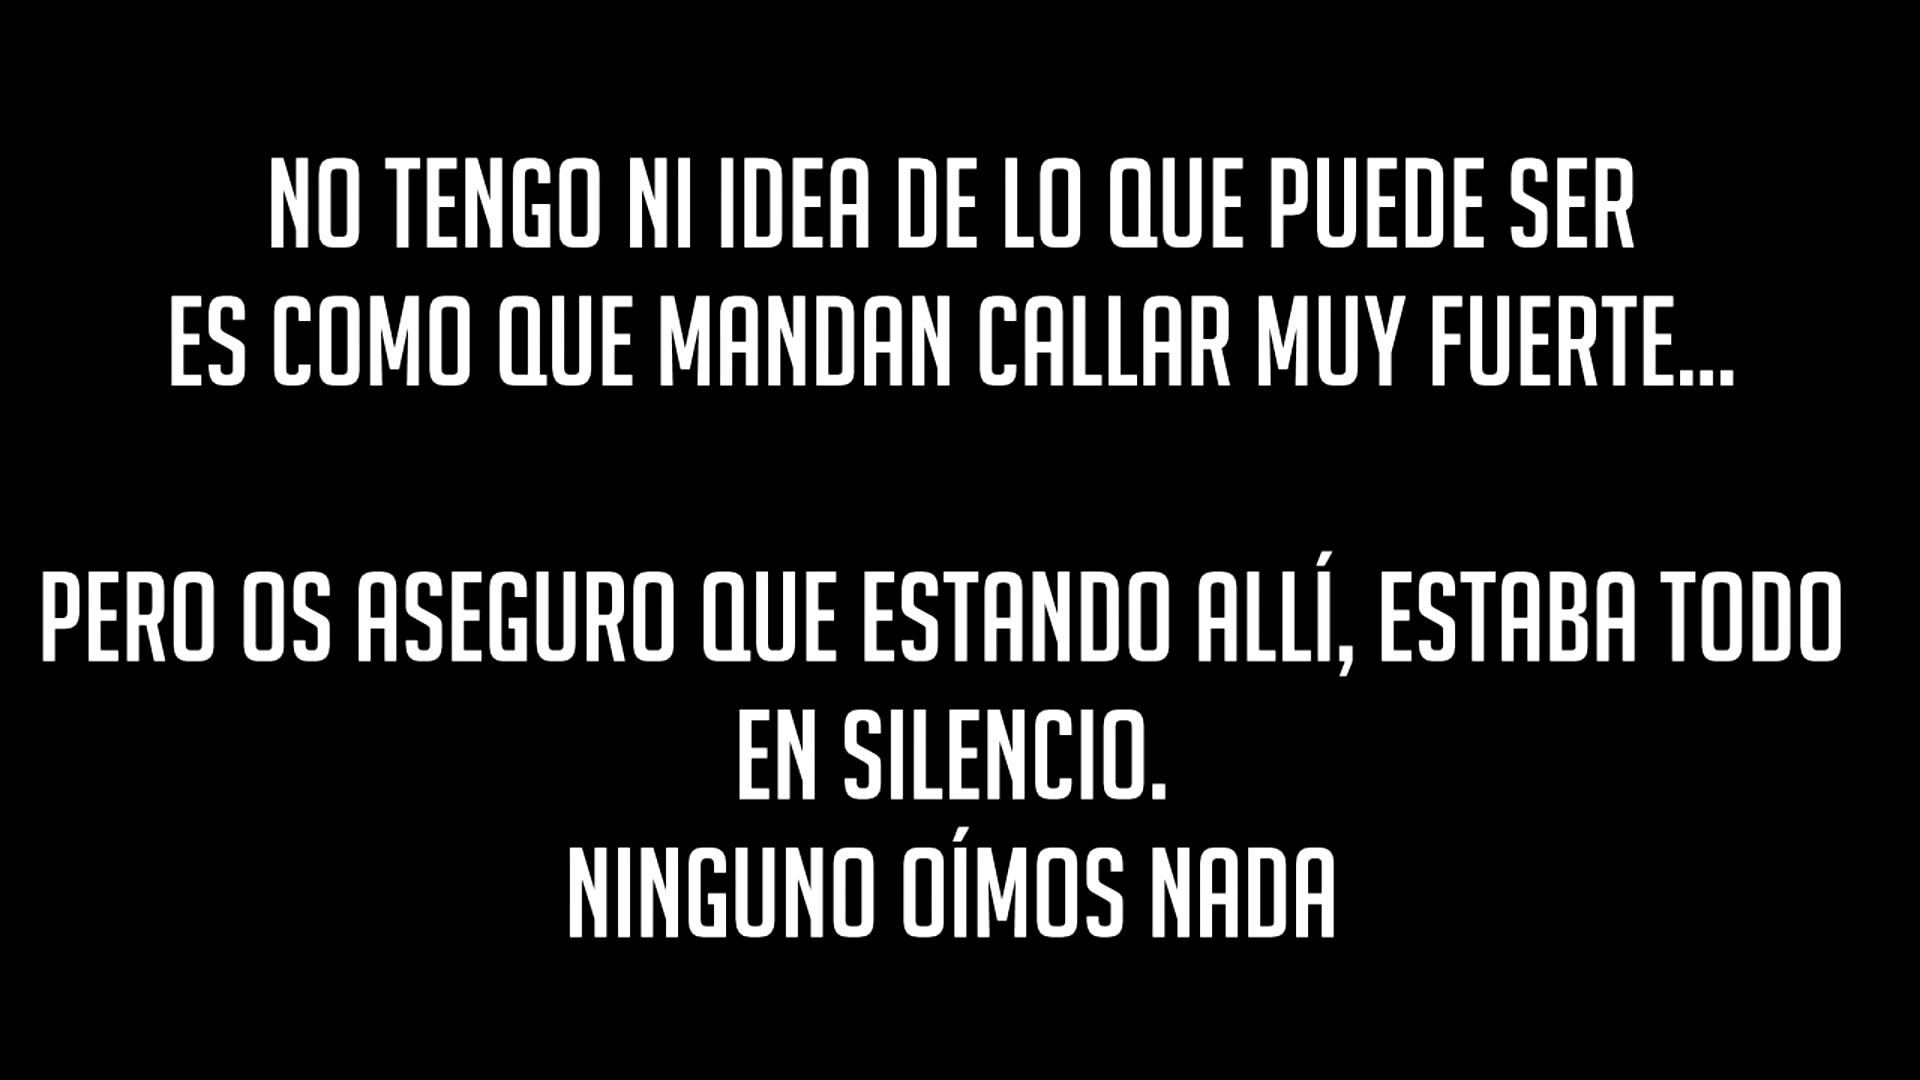 NO TENGO NI IDEA DE LO QUE PUEDE SER
ES COMO QUE MANDAN CALLAR MUY FUERTE...
PERO OS ASEGURO QUE ESTANDO ALLÍ, ESTABA TODO
EN SILENCIO.
NINGUNO OÍMOS NADA